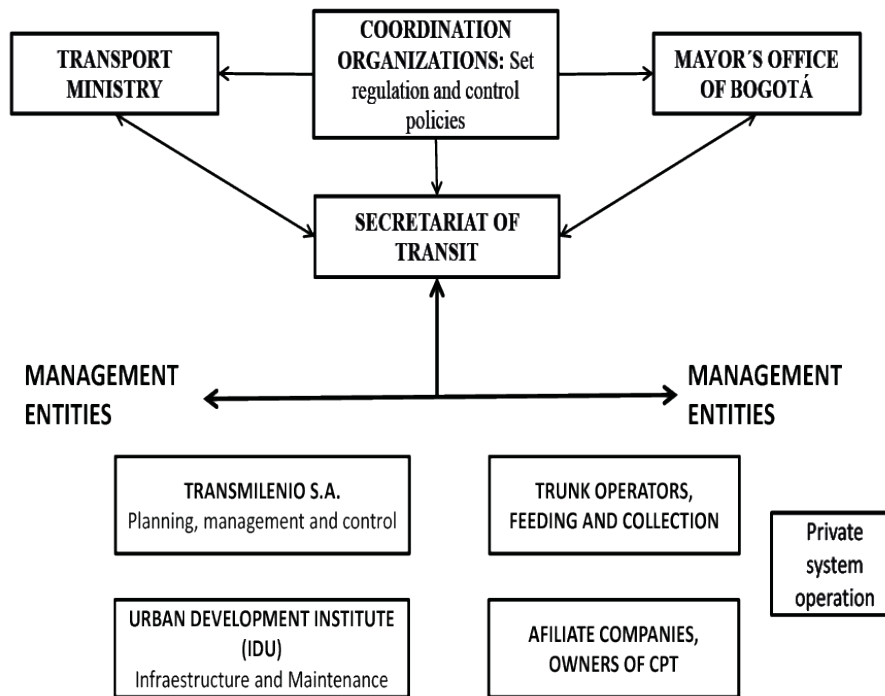 COORDINATION
ORGANIZATIONS: Set
regulation and control
policies
TRANSPORT
MINISTRY
MAYOR´S OFFICE
OF BOGOTÁ
SECRETARIAT OF
TRANSIT
MANAGEMENT
ENTITIES
MANAGEMENT
ENTITIES
TRANSMILENIO S.A.
Planning, management and control
TRUNK OPERATORS,
FEEDING AND COLLECTION
Private
system
operation
URBAN DEVELOPMENT INSTITUTE
(IDU)
Infraestructure and Maintenance
AFILIATE COMPANIES,
OWNERS OF CPT